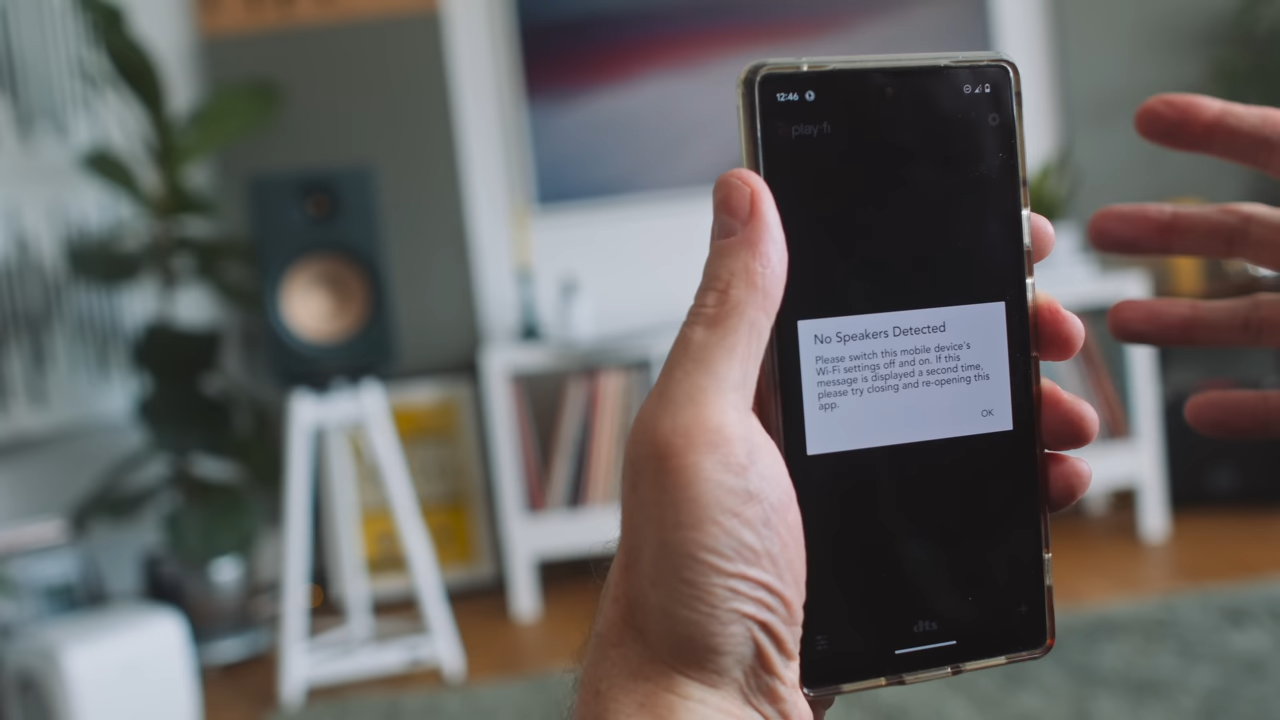 12:46
play-fi
No Speakers Detected
Please switch this mobile device's
Wi-Fi settings off and on. If this
message is displayed a second time,
please try closing and re-opening this
app.
OK
dts